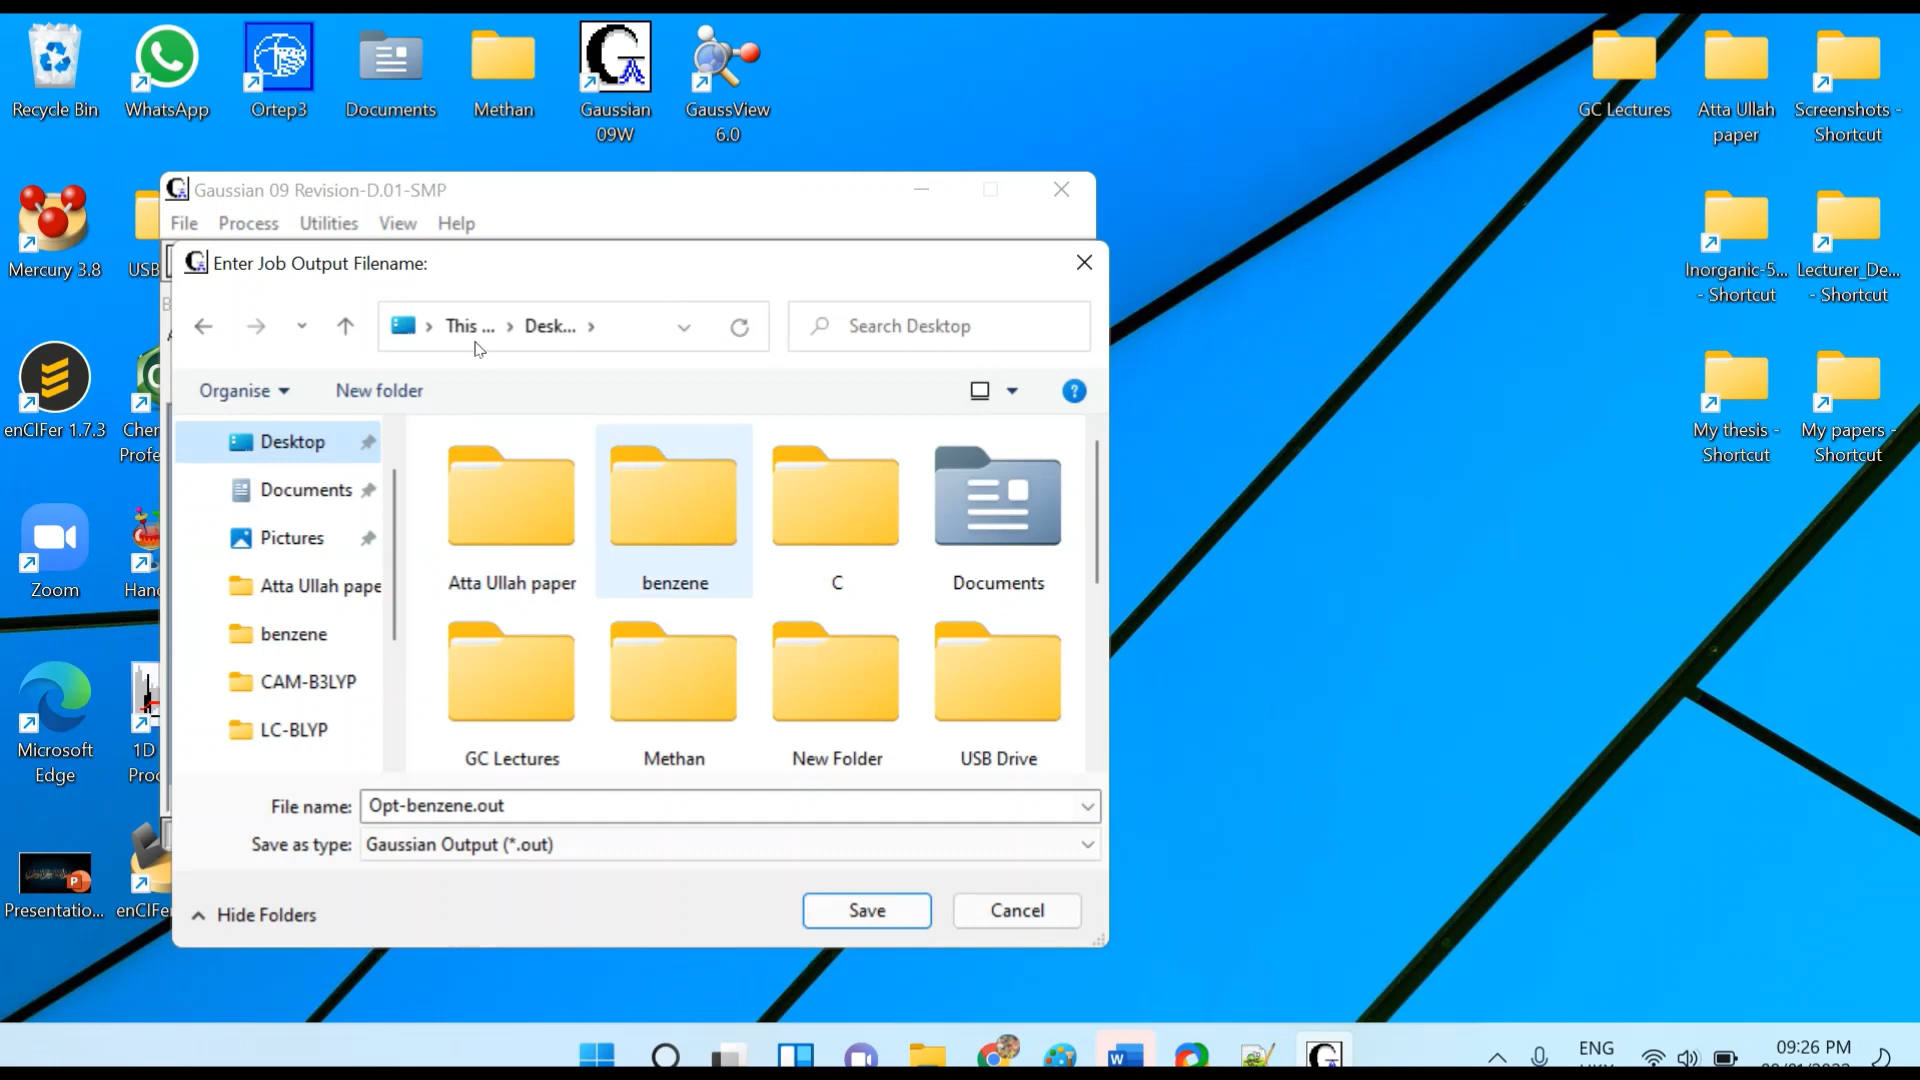 Recycle Bin
WhatsApp
Ortep3
Documents
Methan
Gaussian
09W
GaussView
6.0
GC Lectures
Atta Ullah
paper
Screenshots -
Shortcut
Gaussian 09 Revision-D.01-SMP
File Process Utilities View Help
Mercury 3.8
USB
Enter Job Output Filename:
This ... Desk...
Search Desktop
Inorganic-5...
- Shortcut
Lecturer_De...
- Shortcut
Organise
New folder
enCIFer 1.7.3
Desktop
Documents
Pictures
Atta Ullah pape
benzene
CAM-B3LYP
LC-BLYP
Atta Ullah paper
benzene
C
Documents
GC Lectures
Methan
New Folder
USB Drive
My thesis -
Shortcut
My papers -
Shortcut
Zoom
Microsoft
Edge
1D
File name: Opt-benzene.out
Save as type: Gaussian Output (*.out)
Presentatio...
Hide Folders
Save
Cancel
ENG
09:26 PM